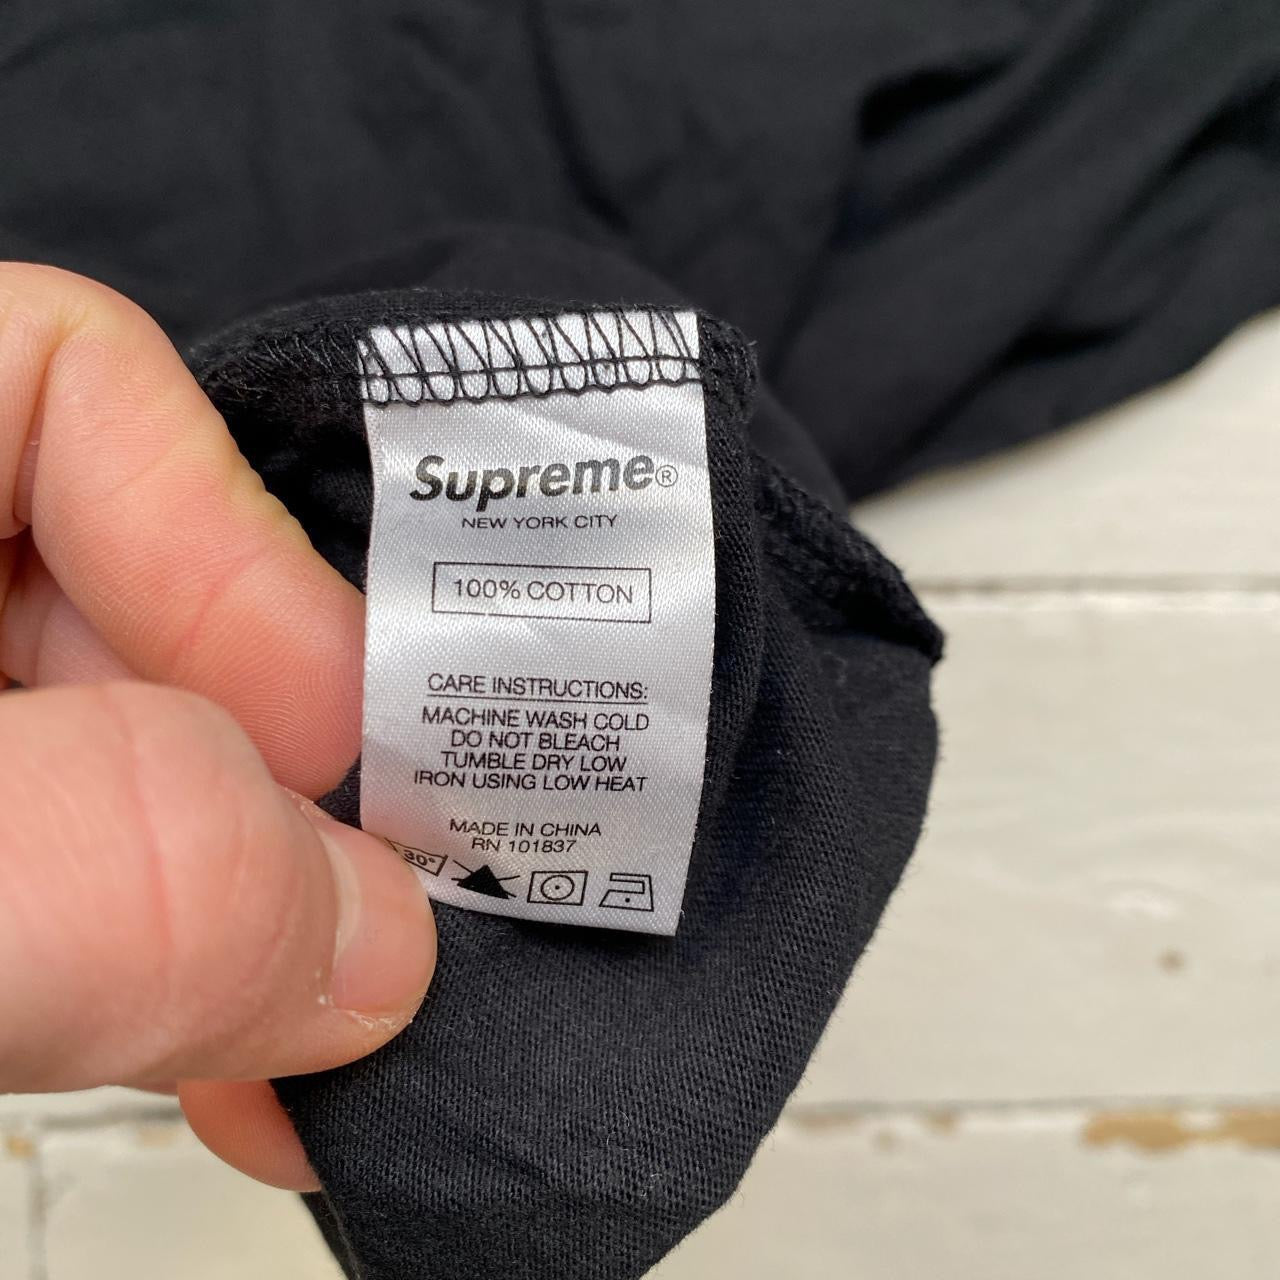 Supreme®
NEW YORK CITY
100% COTTON
CARE INSTRUCTIONS:
MACHINE WASH COLD
DO NOT BLEACH
TUMBLE DRY LOW
IRON USING LOW HEAT
MADE IN CHINA
RN 101837
30°